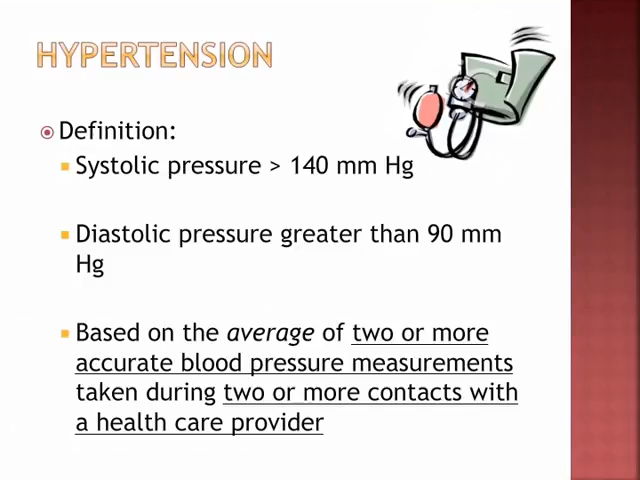 HYPERTENSION
Definition:
Systolic pressure > 140 mm Hg
Diastolic pressure greater than 90 mm
Hg
Based on the average of two or more
accurate blood pressure measurements
taken during two or more contacts with
a health care provider